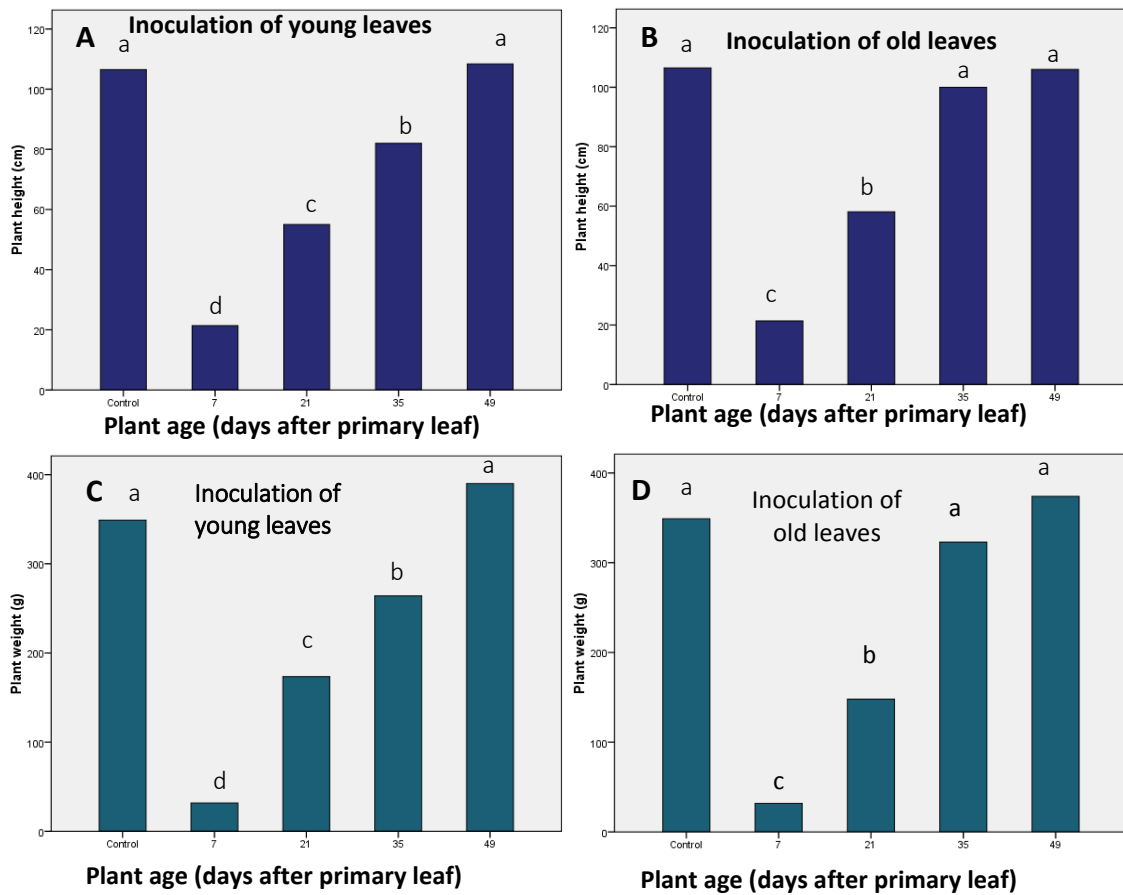 A
Inoculation of young leaves
a
d
c
b
a
Plant height (cm)
120
100
80
60
40
20
0
Control
7
21
35
49
Plant age (days after primary leaf)
B
Inoculation of old leaves
a
c
b
a
a
Plant height (cm)
120
100
80
60
40
20
0
Control
7
21
35
49
Plant age (days after primary leaf)
C
Inoculation of
young leaves
a
d
c
b
a
Plant weight (g)
400
300
200
100
0
Control
7
21
35
49
Plant age (days after primary leaf)
D
Inoculation of
old leaves
a
c
b
a
a
Plant weight (g)
400
300
200
100
0
Control
7
21
35
49
Plant age (days after primary leaf)